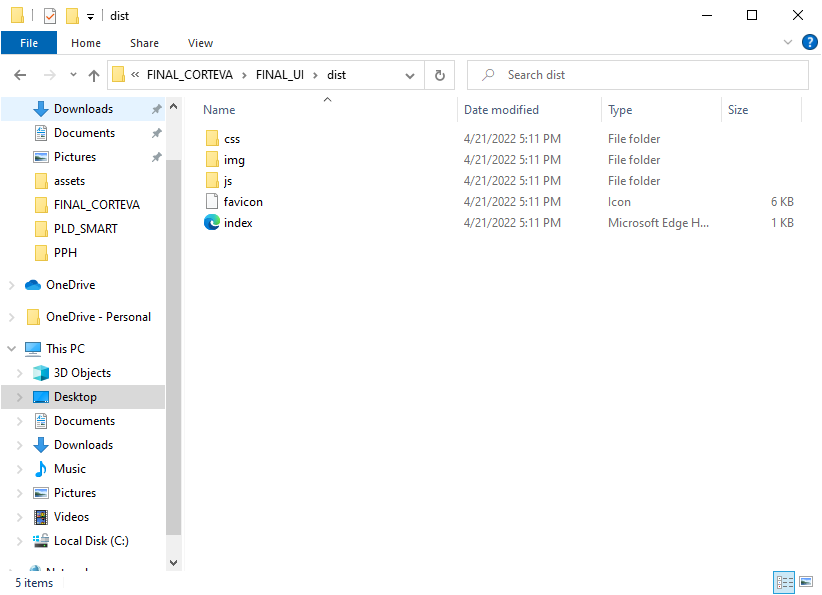 dist
File Home Share View
« FINAL_CORTEVA > FINAL_UI > dist
Search dist
Name Date modified Type Size
css 4/21/2022 5:11 PM File folder
img 4/21/2022 5:11 PM File folder
js 4/21/2022 5:11 PM File folder
favicon 4/21/2022 5:11 PM Icon 6 KB
index 4/21/2022 5:11 PM Microsoft Edge H... 1 KB
Downloads
Documents
Pictures
assets
FINAL_CORTEVA
PLD_SMART
PPH
OneDrive
OneDrive - Personal
This PC
3D Objects
Desktop
Documents
Downloads
Music
Pictures
Videos
Local Disk (C:)
5 items